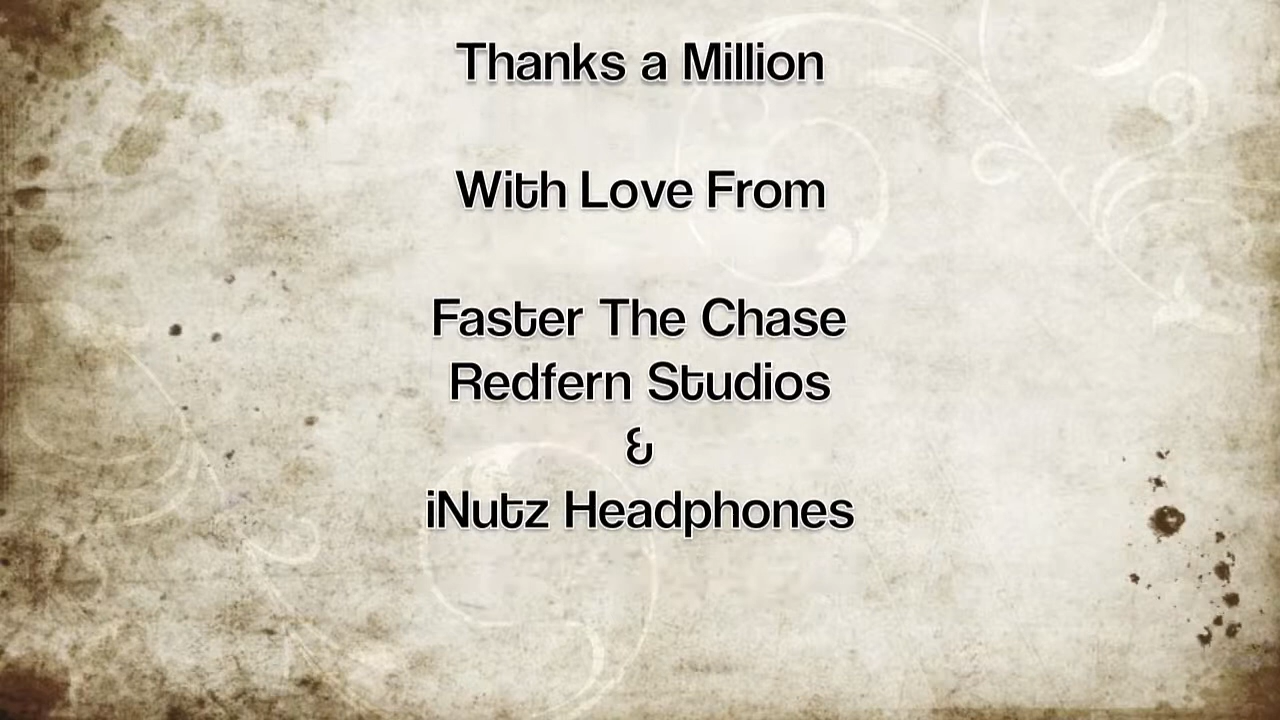 Thanks a Million
With Love From
Faster The Chase
Redfern Studios
&
iNutz Headphones